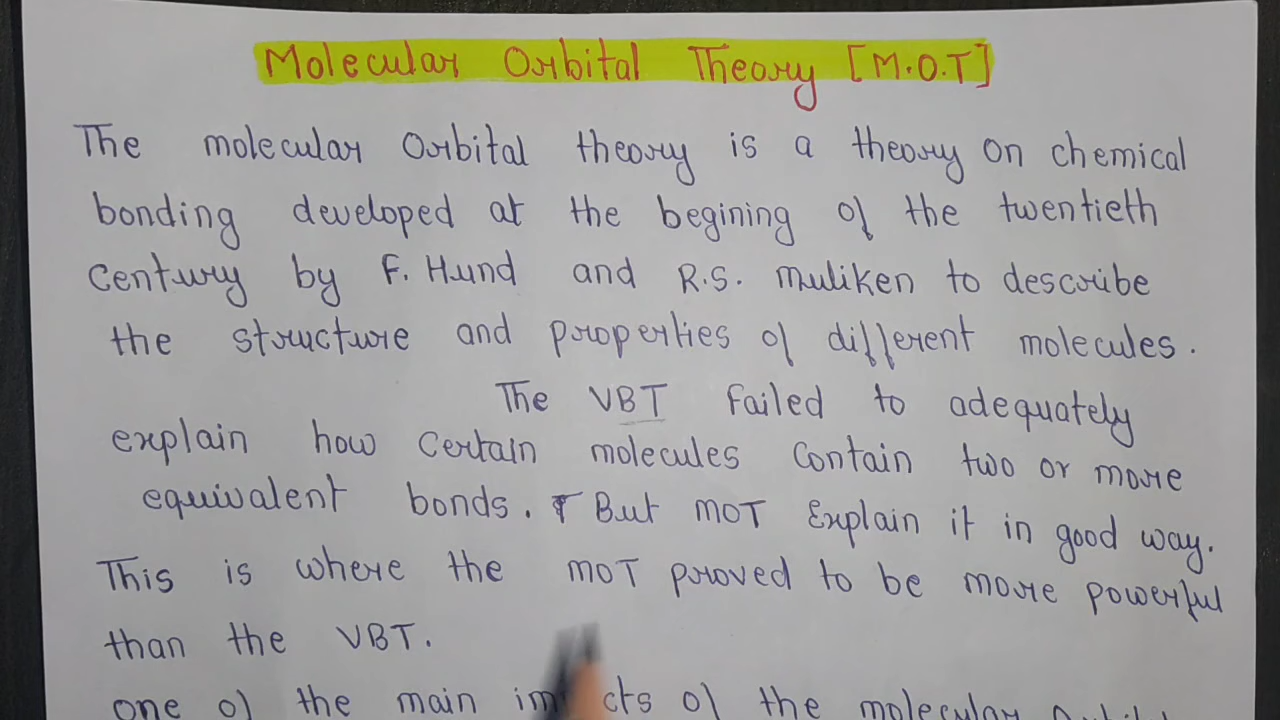 Molecular Orbital Theory [M.O.T]
The molecular Orbital theory is a theory on chemical
bonding developed at the begining of the twentieth
Century by F. Hund and R.S. Muliken to describe
the structure and properties of different molecules.
The VBT Failed to adequately
explain how certain molecules contain two or more
equivalent bonds. But MOT Explain it in good way.
This is where the MOT proved to be more powerful
than the VBT.
one of the main of the molecular